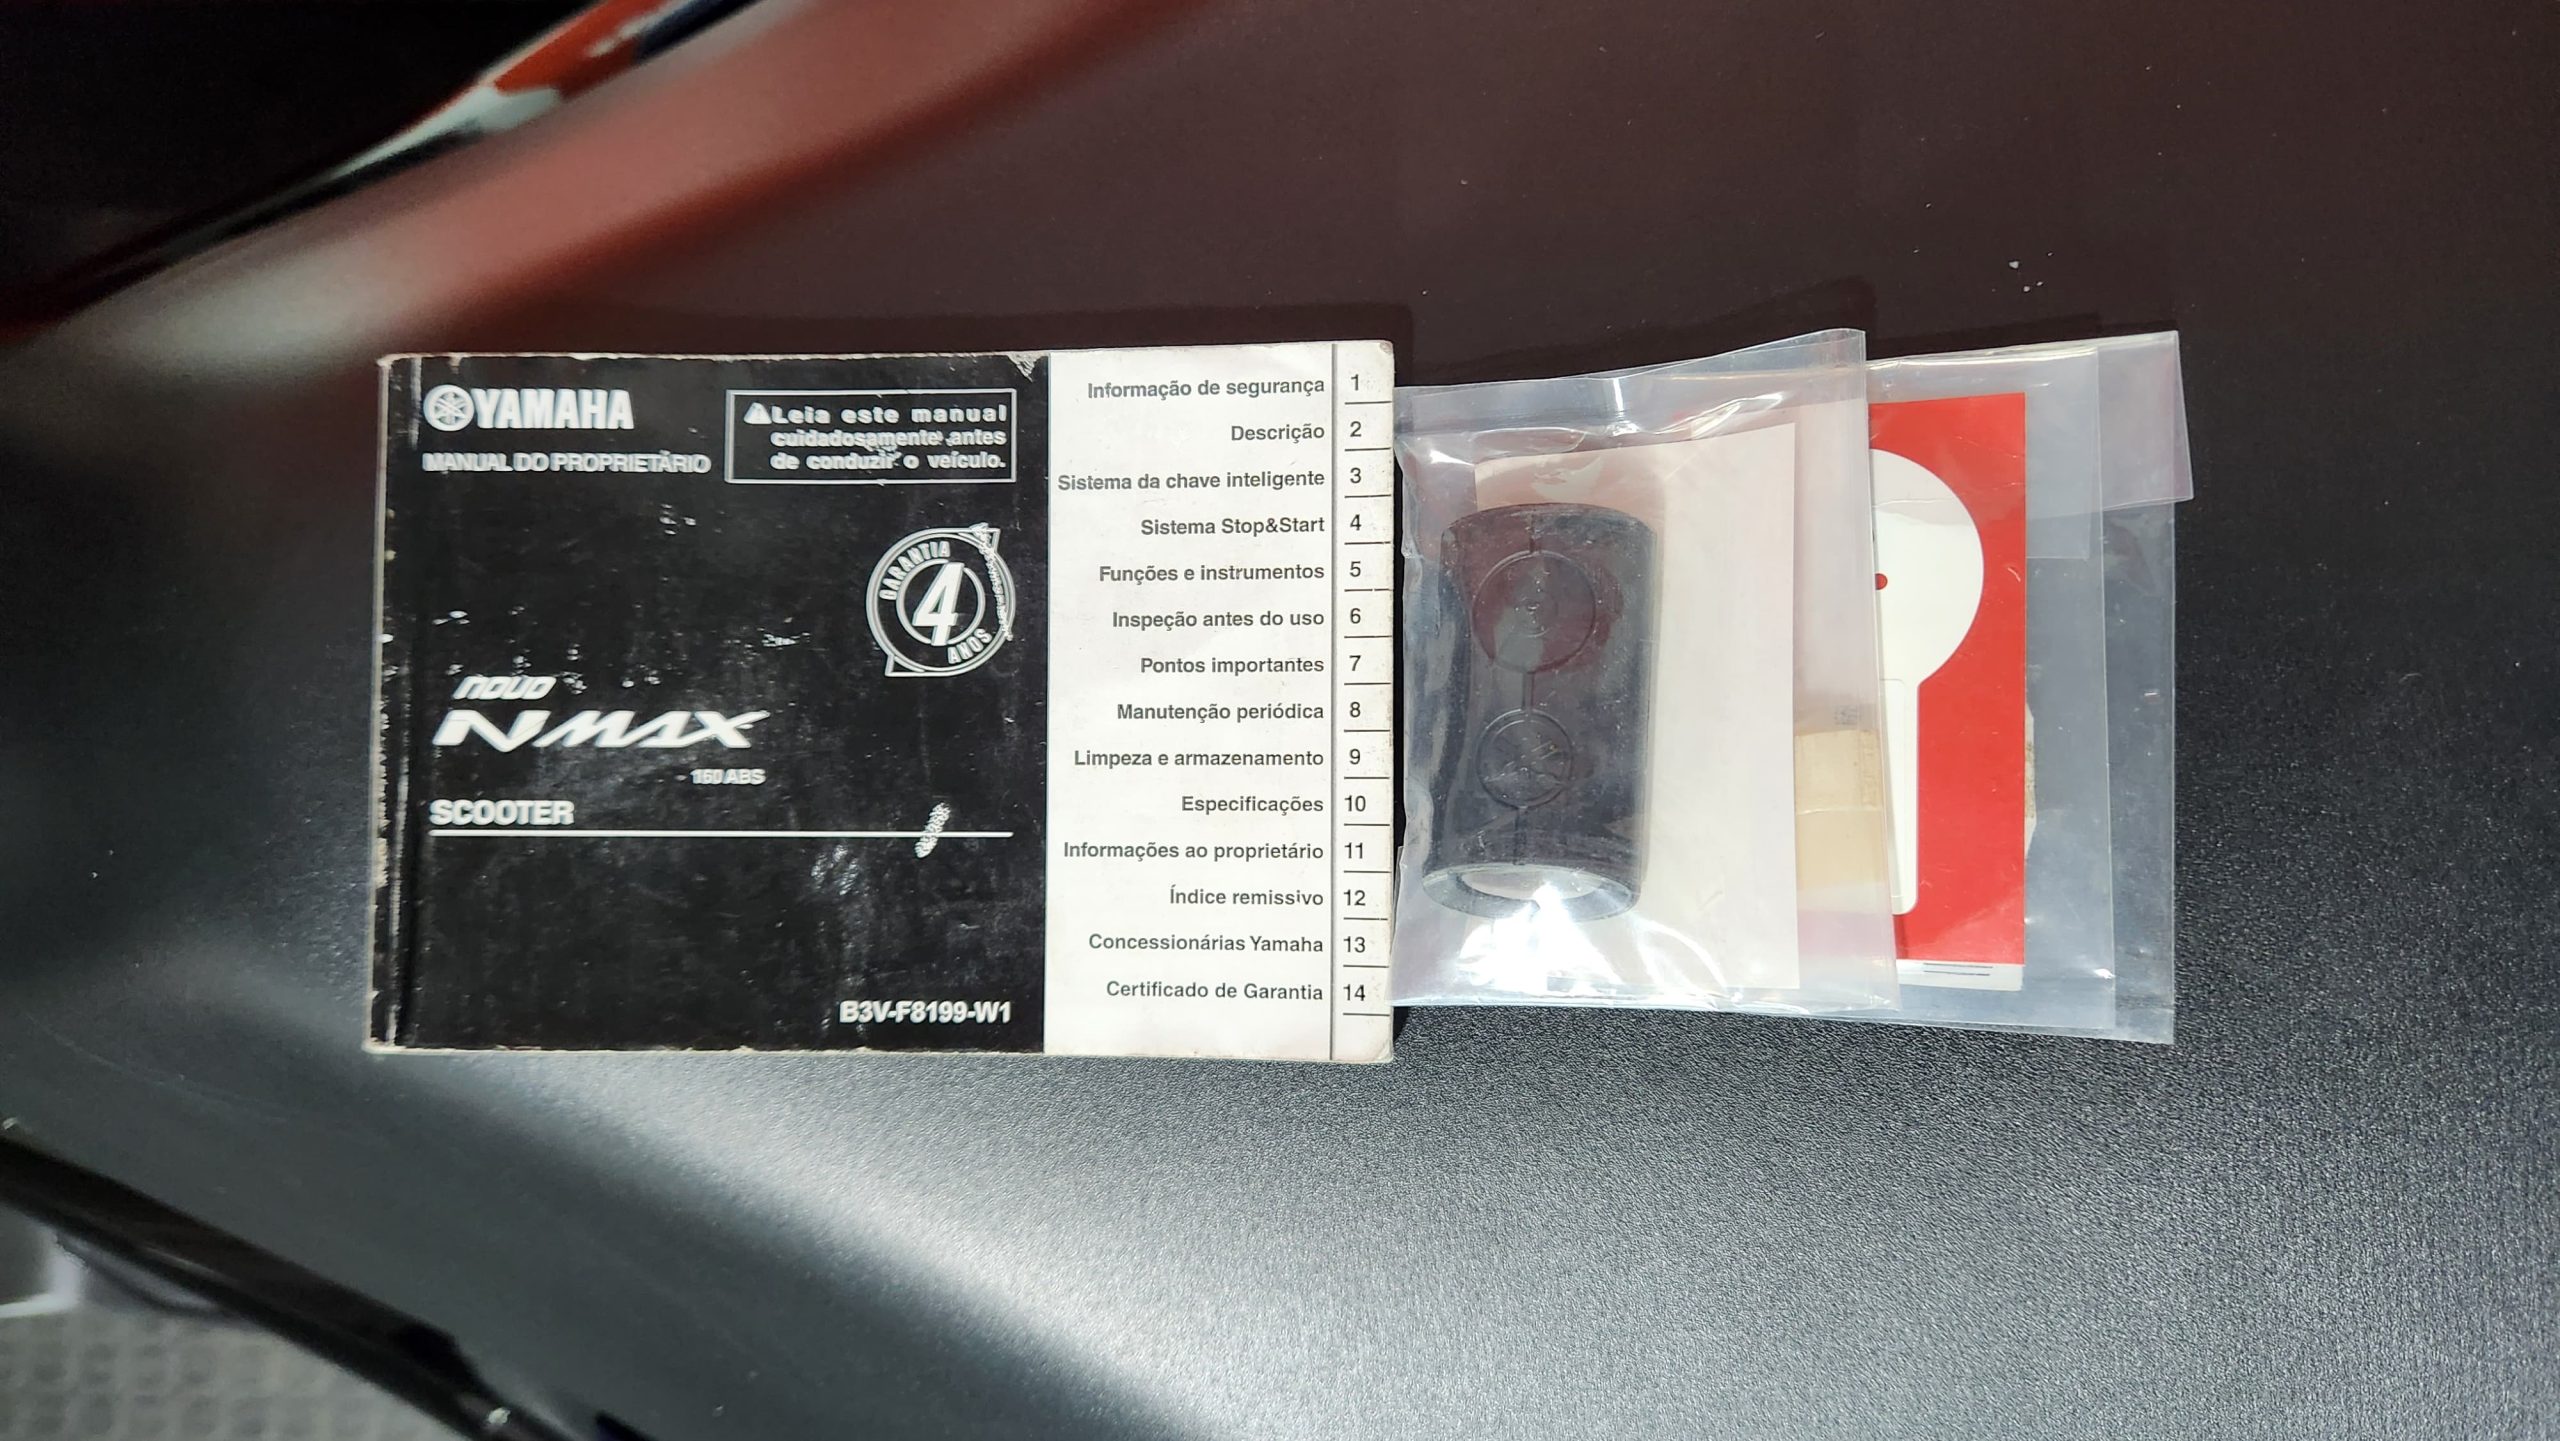 YAMAHA
MANUAL DO PROPRIETÁRIO
Leia este manual
cuidadosamente antes
de conduzir o veículo.
GARANTIA
4
ANOS
novo
NMAX
160 ABS
SCOOTER
B3V-F8199-W1
Informação de segurança 1
Descrição 2
Sistema da chave inteligente 3
Sistema Stop&Start 4
Funções e instrumentos 5
Inspeção antes do uso 6
Pontos importantes 7
Manutenção periódica 8
Limpeza e armazenamento 9
Especificações 10
Informações ao proprietário 11
Índice remissivo 12
Concessionárias Yamaha 13
Certificado de Garantia 14